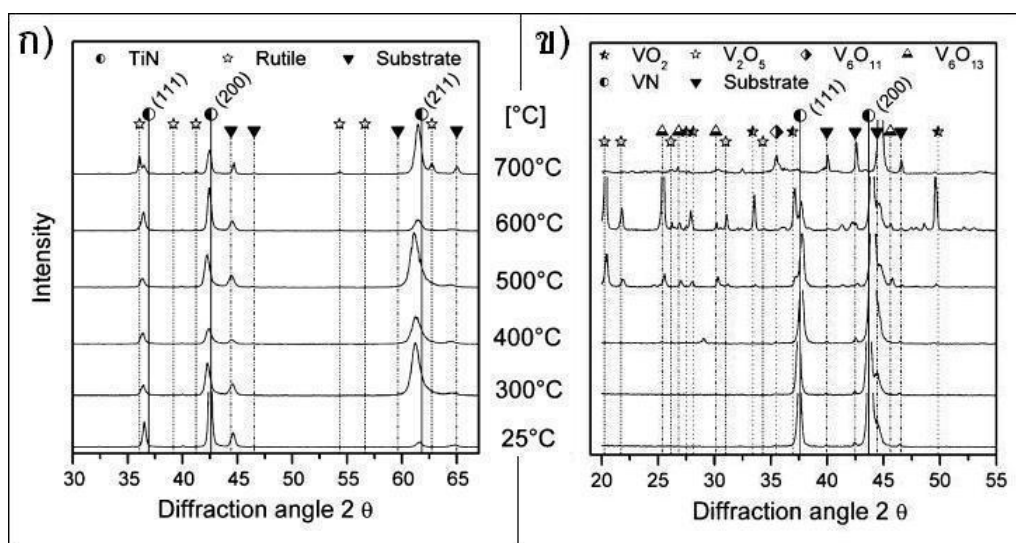 ก)
TiN Rutile Substrate
(111) (200) (211)
[°C]
700°C
600°C
500°C
400°C
300°C
25°C
Intensity
30 35 40 45 50 55 60 65
Diffraction angle 2 θ
ข)
VO2 V2O5 V6O11 V6O13
VN Substrate
(111) (200)
20 25 30 35 40 45 50 55
Diffraction angle 2 θ